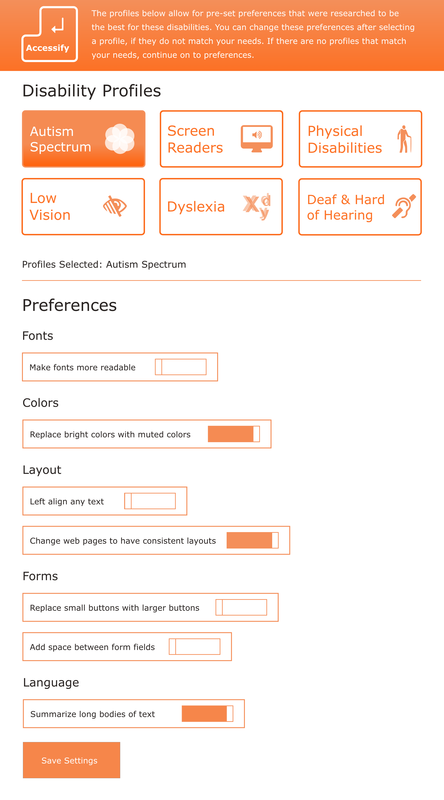 Accessify
The profiles below allow for pre-set preferences that were researched to be
the best for these disabilities. You can change these preferences after selecting
a profile, if they do not match your needs. If there are no profiles that match
your needs, continue on to preferences.
Disability Profiles
Autism
Spectrum
Screen
Readers
Physical
Disabilities
Low
Vision
Dyslexia
X d
y
Deaf & Hard
of Hearing
Profiles Selected: Autism Spectrum
Preferences
Fonts
Make fonts more readable
Colors
Replace bright colors with muted colors
Layout
Left align any text
Change web pages to have consistent layouts
Forms
Replace small buttons with larger buttons
Add space between form fields
Language
Summarize long bodies of text
Save Settings